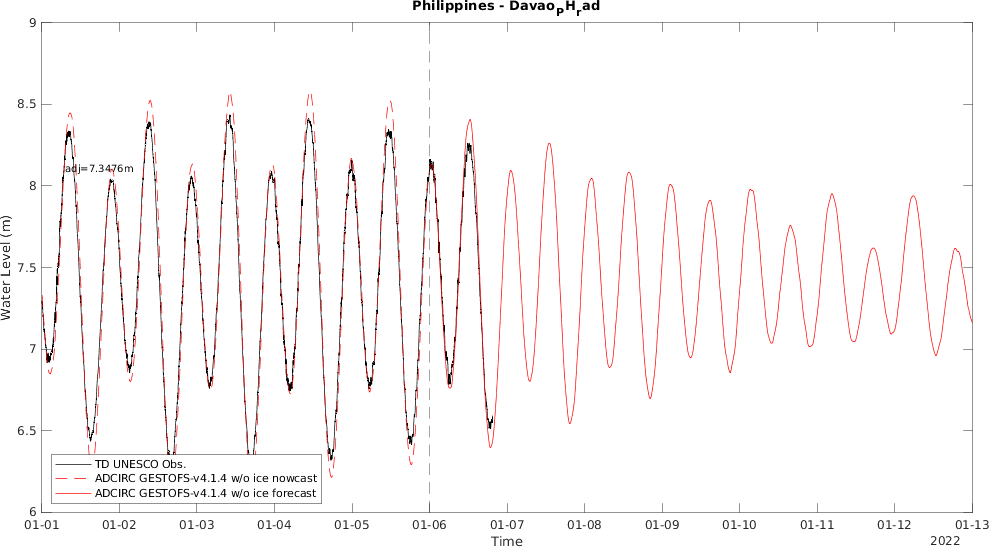 Philippines - DavaopHrad
9
8.5
8
7.5
7
6.5
6
Water Level (m)
adj=7.3476m
TD UNESCO Obs.
ADCIRC GESTOFS-v4.1.4 w/o ice nowcast
ADCIRC GESTOFS-v4.1.4 w/o ice forecast
01-01 01-02 01-03 01-04 01-05 01-06 01-07 01-08 01-09 01-10 01-11 01-12 01-13
Time
2022